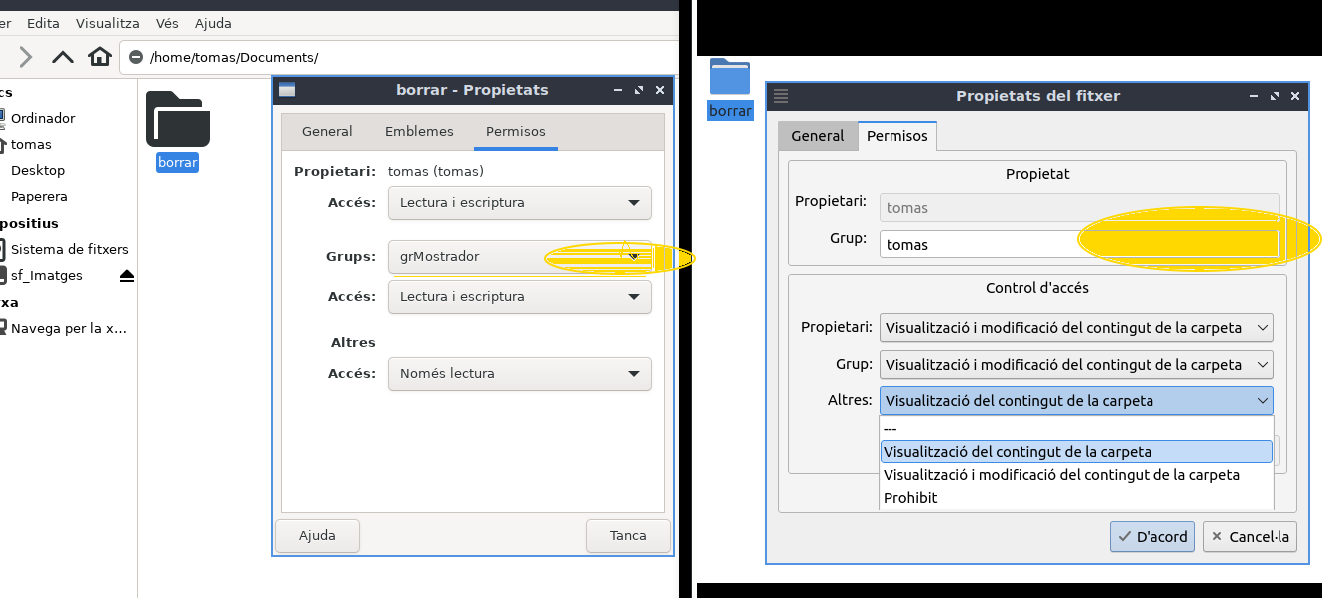 er Edita Visualitza Vés Ajuda
/home/tomas/Documents/
cs
Ordinador
tomas
Desktop
Paperera
positius
Sistema de fitxers
sf_Imatges
rxa
Navega per la x...
borrar
borrar - Propietats
General Emblemes Permisos
Propietari: tomas (tomas)
Accés: Lectura i escriptura
Grups: grMostrador
Accés: Lectura i escriptura
Altres
Accés: Només lectura
Ajuda Tanca
borrar
Propietats del fitxer
General Permisos
Propietat
Propietari: tomas
Grup: tomas
Control d'accés
Propietari: Visualització i modificació del contingut de la carpeta
Grup: Visualització i modificació del contingut de la carpeta
Altres: Visualització del contingut de la carpeta
---
Visualització del contingut de la carpeta
Visualització i modificació del contingut de la carpeta
Prohibit
D'acord Cancel·la